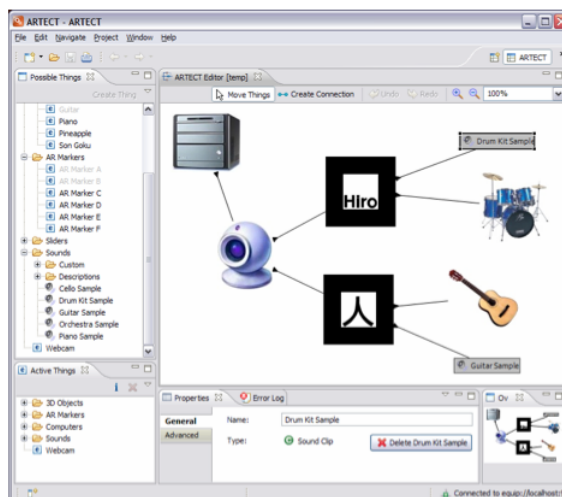 ARTECT - ARTECT
File Edit Navigate Project Window Help
ARTECT
Possible Things
Create Thing
Guitar
Piano
Pineapple
Son Goku
AR Markers
AR Marker A
AR Marker B
AR Marker C
AR Marker D
AR Marker E
AR Marker F
Sliders
Sounds
Custom
Descriptions
Cello Sample
Drum Kit Sample
Guitar Sample
Orchestra Sample
Piano Sample
Webcam
Active Things
3D Objects
AR Markers
Computers
Sounds
Webcam
ARTECT Editor [temp]
Move Things Create Connection Undo Redo 100%
Drum Kit Sample
Hiro
人
Guitar Sample
Properties Error Log
General
Advanced
Name: Drum Kit Sample
Type: Sound Clip Delete Drum Kit Sample
Ov
Connected to equip://localhost: